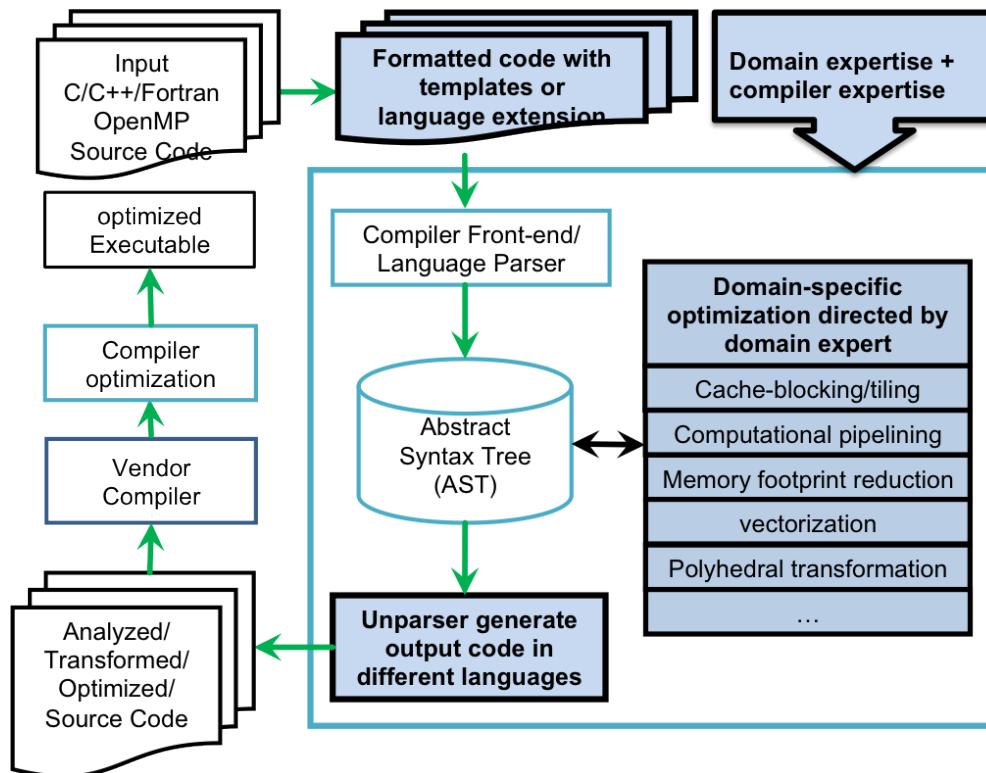 Input
C/C++/Fortran
OpenMP
Source Code
Formatted code with
templates or
language extension
Domain expertise +
compiler expertise
optimized
Executable
Compiler Front-end/
Language Parser
Domain-specific
optimization directed by
domain expert
Compiler
optimization
Cache-blocking/tiling
Abstract
Syntax Tree
(AST)
Computational pipelining
Memory footprint reduction
Vendor
Compiler
vectorization
Polyhedral transformation
…
Unparser generate
output code in
different languages
Analyzed/
Transformed/
Optimized/
Source Code